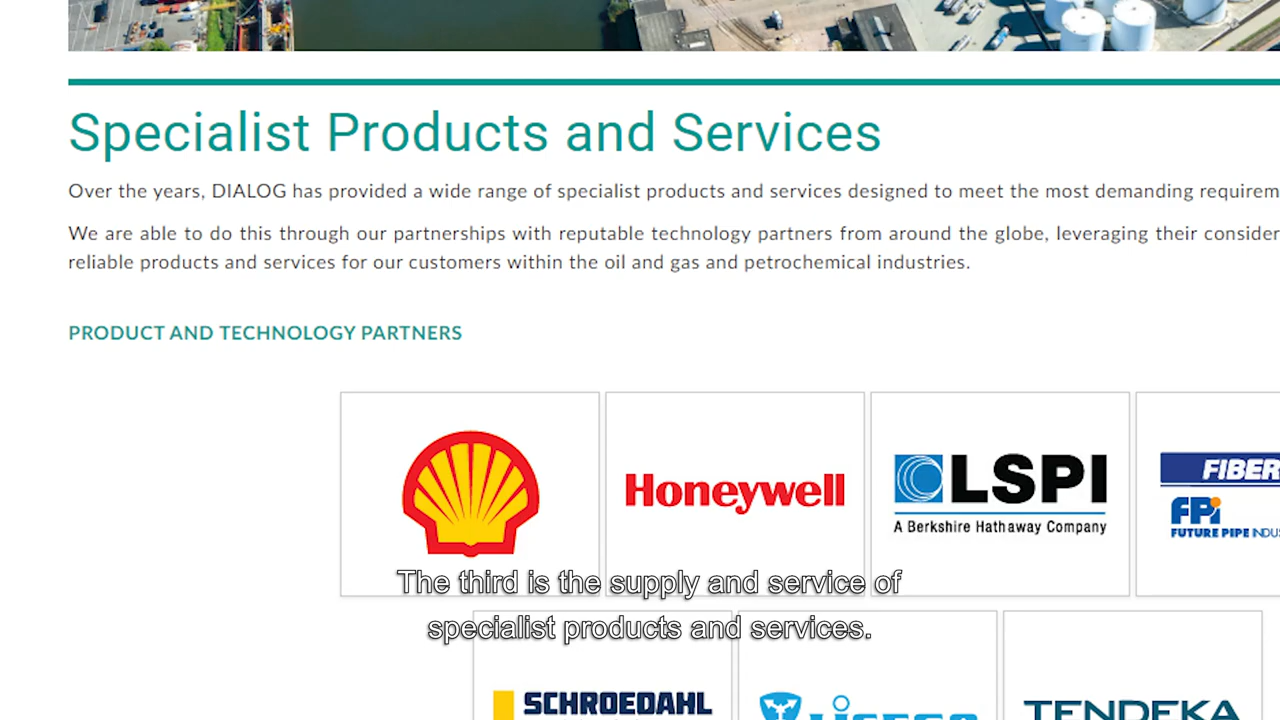 Specialist Products and Services
Over the years, DIALOG has provided a wide range of specialist products and services designed to meet the most demanding
We are able to do this through our partnerships with reputable technology partners from around the globe, leveraging their
reliable products and services for our customers within the oil and gas and petrochemical industries.
PRODUCT AND TECHNOLOGY PARTNERS
Honeywell
LSPI
A Berkshire Hathaway Company
FIBER
FPi
FUTURE PIPE
The third is the supply and service of
specialist products and services.
SCHROEDAHL
TENDEKA